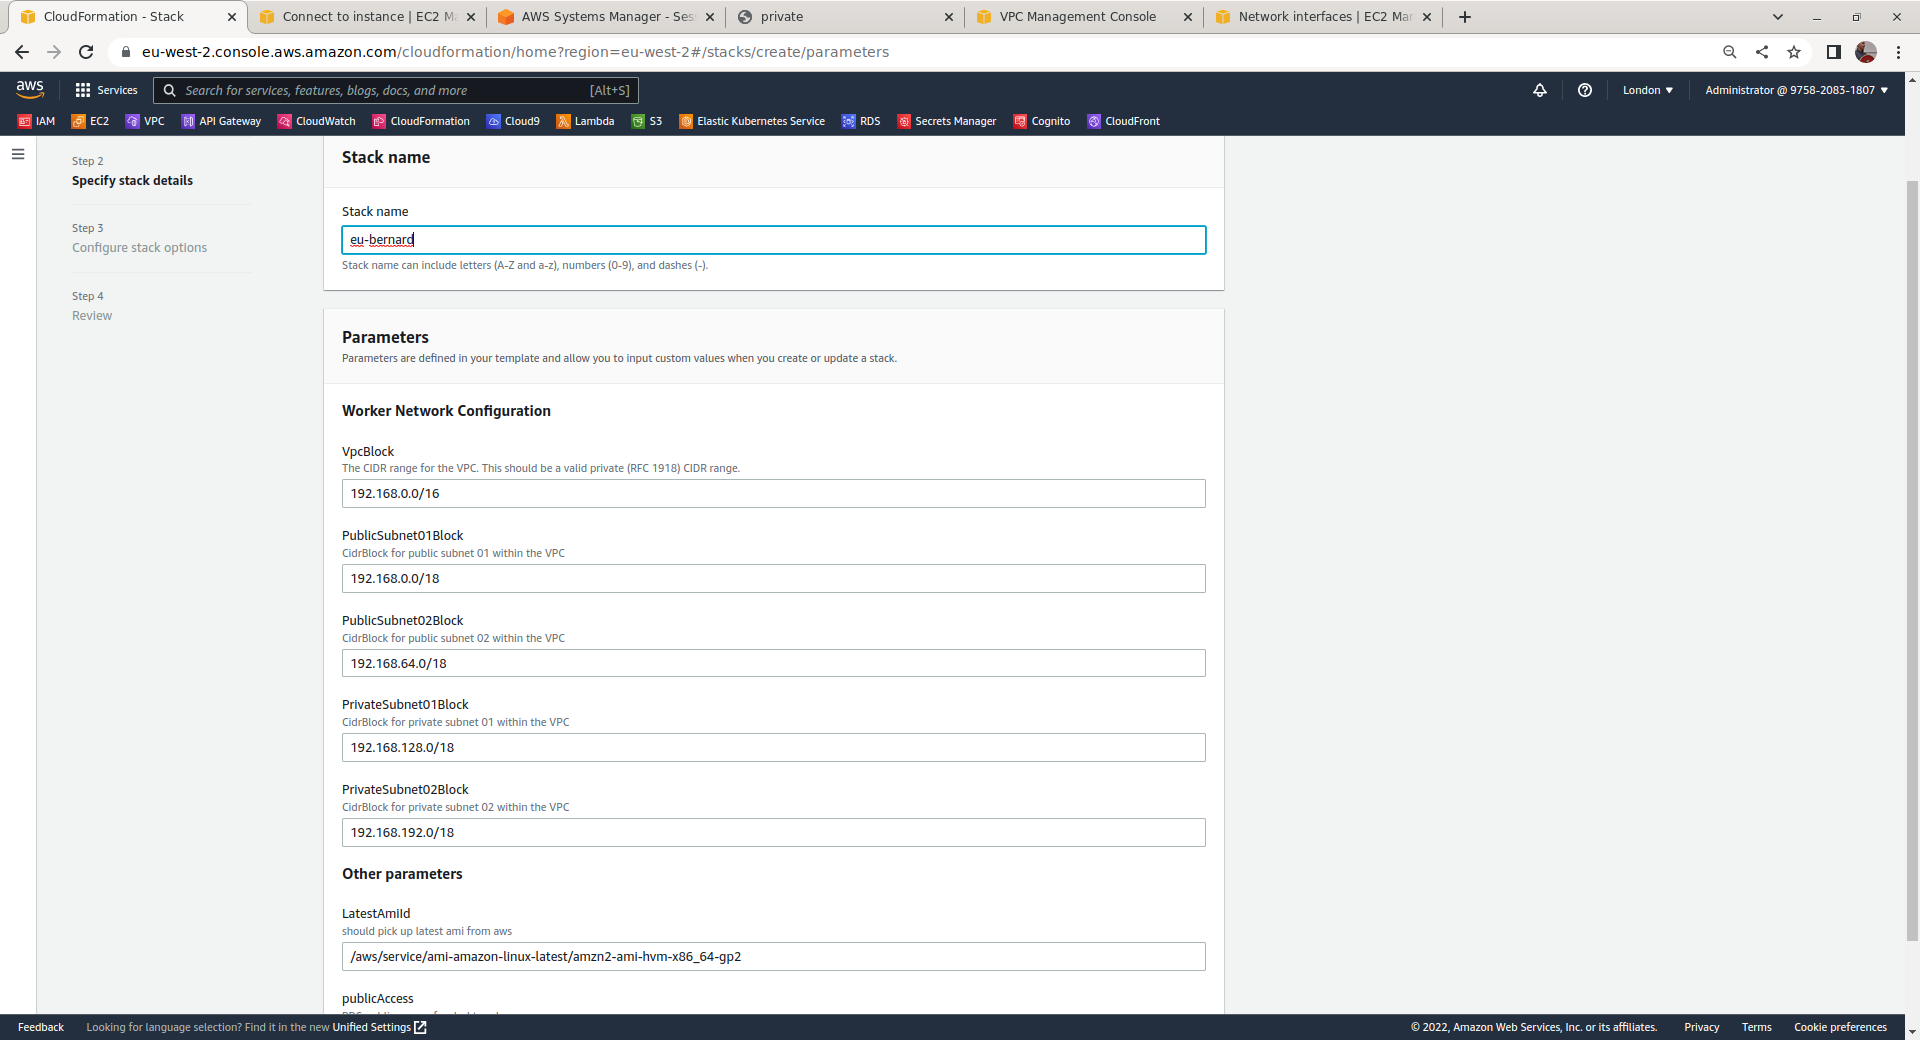 CloudFormation - Stack
Connect to instance | EC2 Ma
AWS Systems Manager - Ses
private
VPC Management Console
Network interfaces | EC2 Mar
eu-west-2.console.aws.amazon.com/cloudformation/home?region=eu-west-2#/stacks/create/parameters
aws
Services
Search for services, features, blogs, docs, and more
[Alt+S]
London
Administrator @ 9758-2083-1807
IAM
EC2
VPC
API Gateway
CloudWatch
CloudFormation
Cloud9
Lambda
S3
Elastic Kubernetes Service
RDS
Secrets Manager
Cognito
CloudFront
Step 2
Specify stack details
Step 3
Configure stack options
Step 4
Review
Stack name
Stack name
eu-bernard
Stack name can include letters (A-Z and a-z), numbers (0-9), and dashes (-).
Parameters
Parameters are defined in your template and allow you to input custom values when you create or update a stack.
Worker Network Configuration
VpcBlock
The CIDR range for the VPC. This should be a valid private (RFC 1918) CIDR range.
192.168.0.0/16
PublicSubnet01Block
CidrBlock for public subnet 01 within the VPC
192.168.0.0/18
PublicSubnet02Block
CidrBlock for public subnet 02 within the VPC
192.168.64.0/18
PrivateSubnet01Block
CidrBlock for private subnet 01 within the VPC
192.168.128.0/18
PrivateSubnet02Block
CidrBlock for private subnet 02 within the VPC
192.168.192.0/18
Other parameters
LatestAmiId
should pick up latest ami from aws
/aws/service/ami-amazon-linux-latest/amzn2-ami-hvm-x86_64-gp2
publicAccess
Feedback
Looking for language selection? Find it in the new Unified Settings
© 2022, Amazon Web Services, Inc. or its affiliates.
Privacy
Terms
Cookie preferences